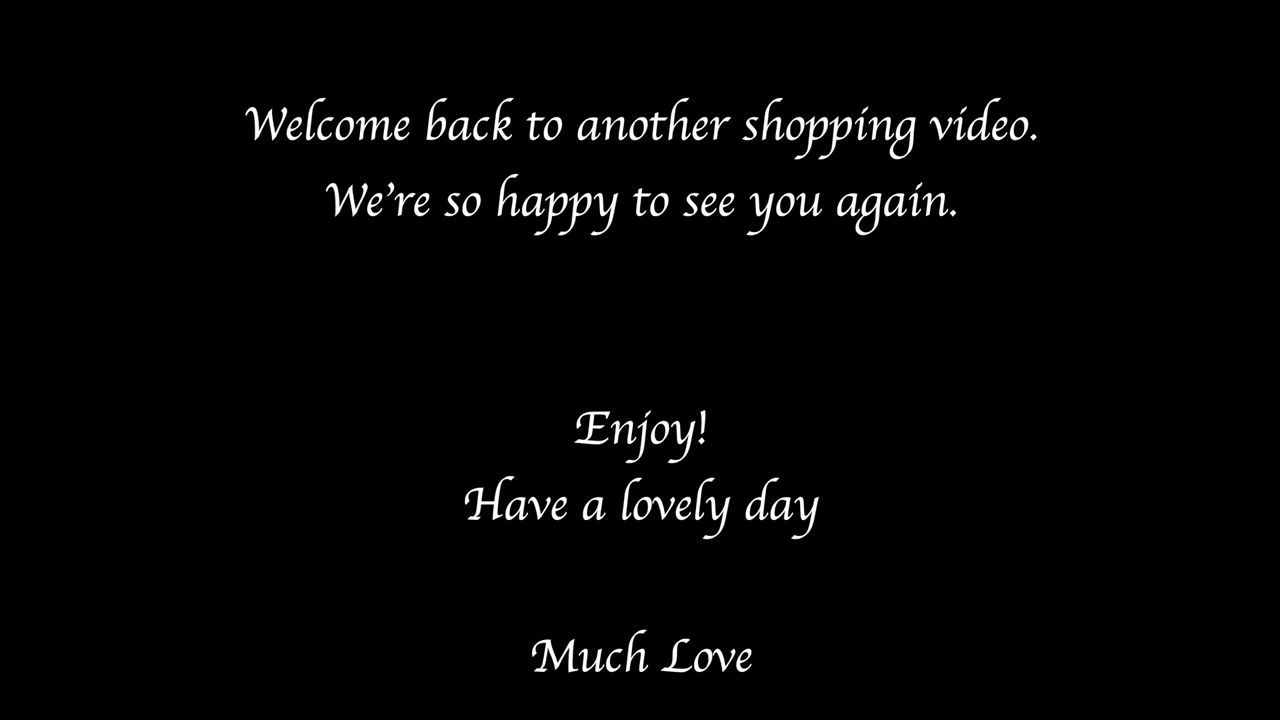 Welcome back to another shopping video.
We're so happy to see you again.
Enjoy!
Have a lovely day
Much Love